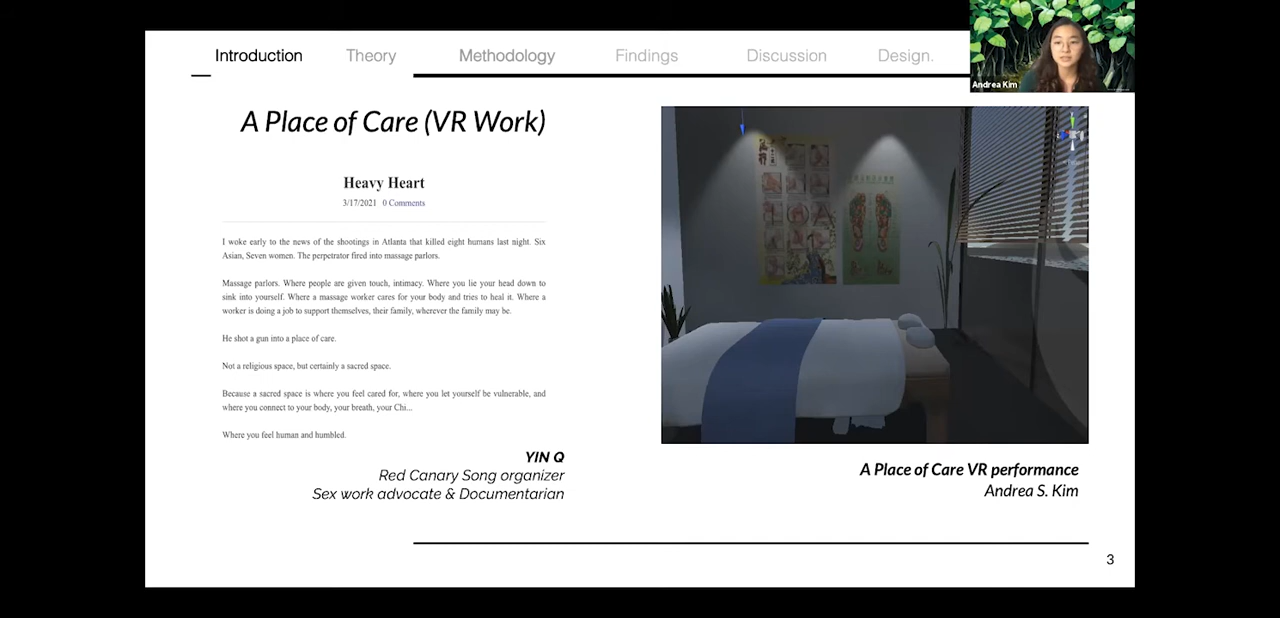 Introduction Theory Methodology Findings Discussion Design.
Andrea Kim
A Place of Care (VR Work)
Heavy Heart
3/17/2021 0 Comments
I woke early to the news of the shootings in Atlanta that killed eight humans last night. Six
Asian, Seven women. The perpetrator fired into massage parlors.
Massage parlors. Where people are given touch, intimacy. Where you lie your head down to
sink into yourself. Where a massage worker cares for your body and tries to heal it. Where a
worker is doing a job to support themselves, their family, wherever the family may be.
He shot a gun into a place of care.
Not a religious space, but certainly a sacred space.
Because a sacred space is where you feel cared for, where you let yourself be vulnerable, and
where you connect to your body, your breath, your Chi...
Where you feel human and humbled.
YIN Q
Red Canary Song organizer
Sex work advocate & Documentarian
A Place of Care VR performance
Andrea S. Kim
3